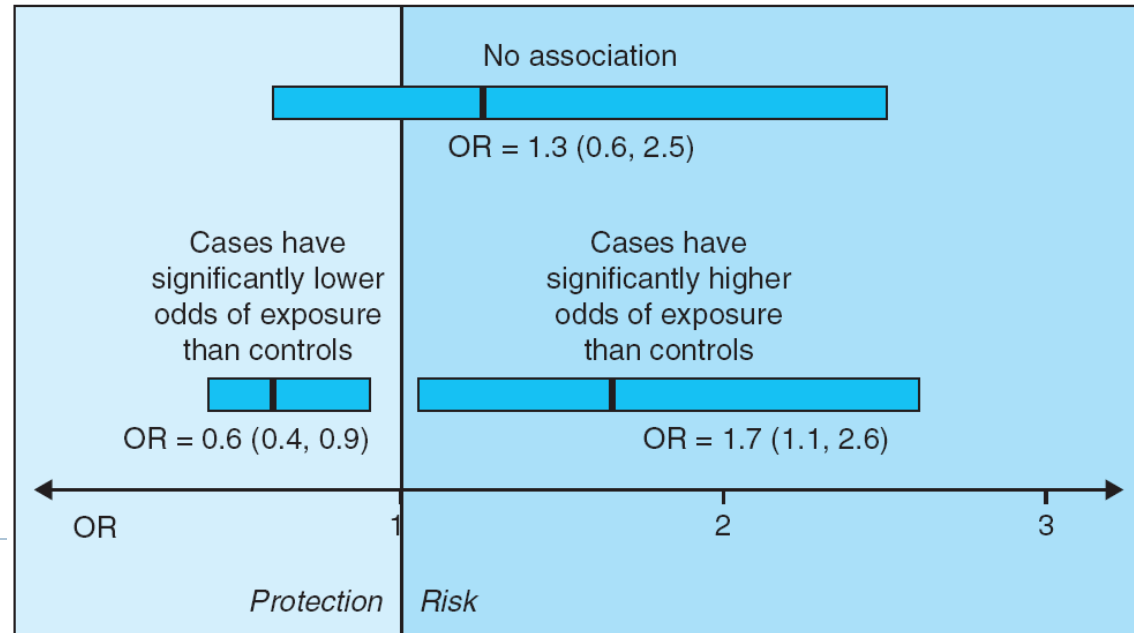 No association
OR = 1.3 (0.6, 2.5)
Cases have
significantly lower
odds of exposure
than controls
OR = 0.6 (0.4, 0.9)
Cases have
significantly higher
odds of exposure
than controls
OR = 1.7 (1.1, 2.6)
OR 1 2 3
Protection Risk